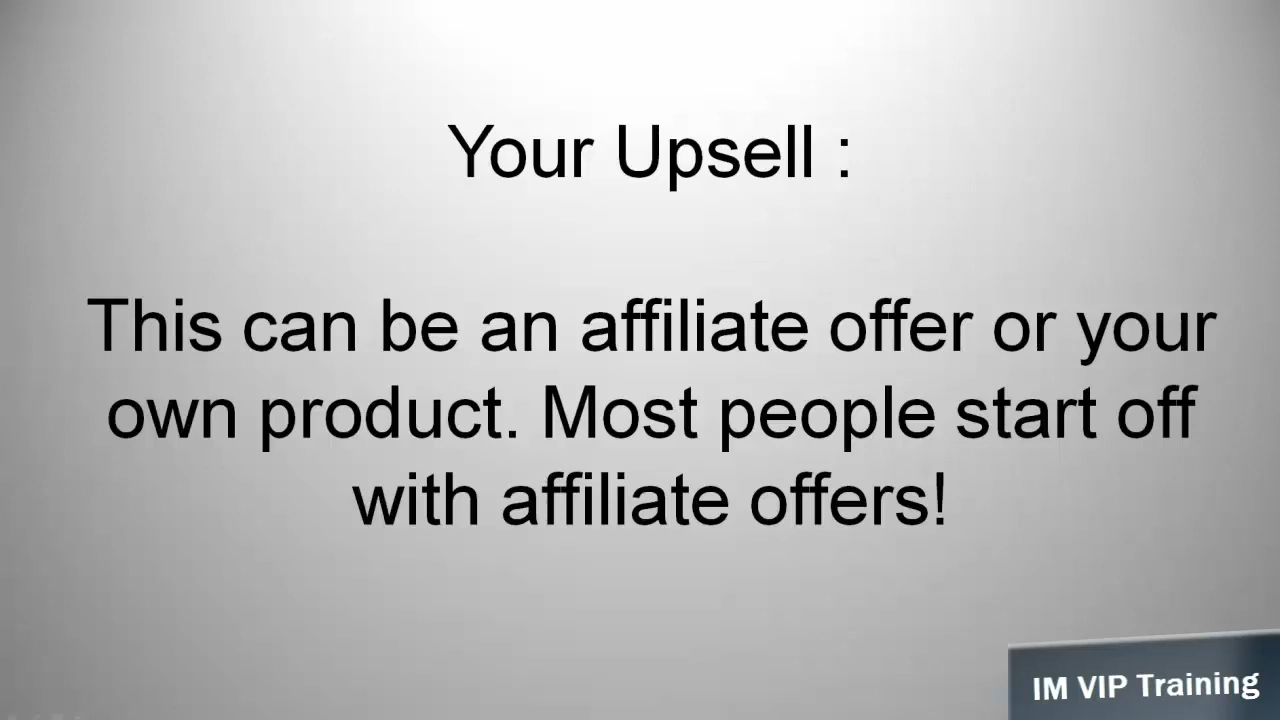 Your Upsell :
This can be an affiliate offer or your
own product. Most people start off
with affiliate offers!
IM VIP Training